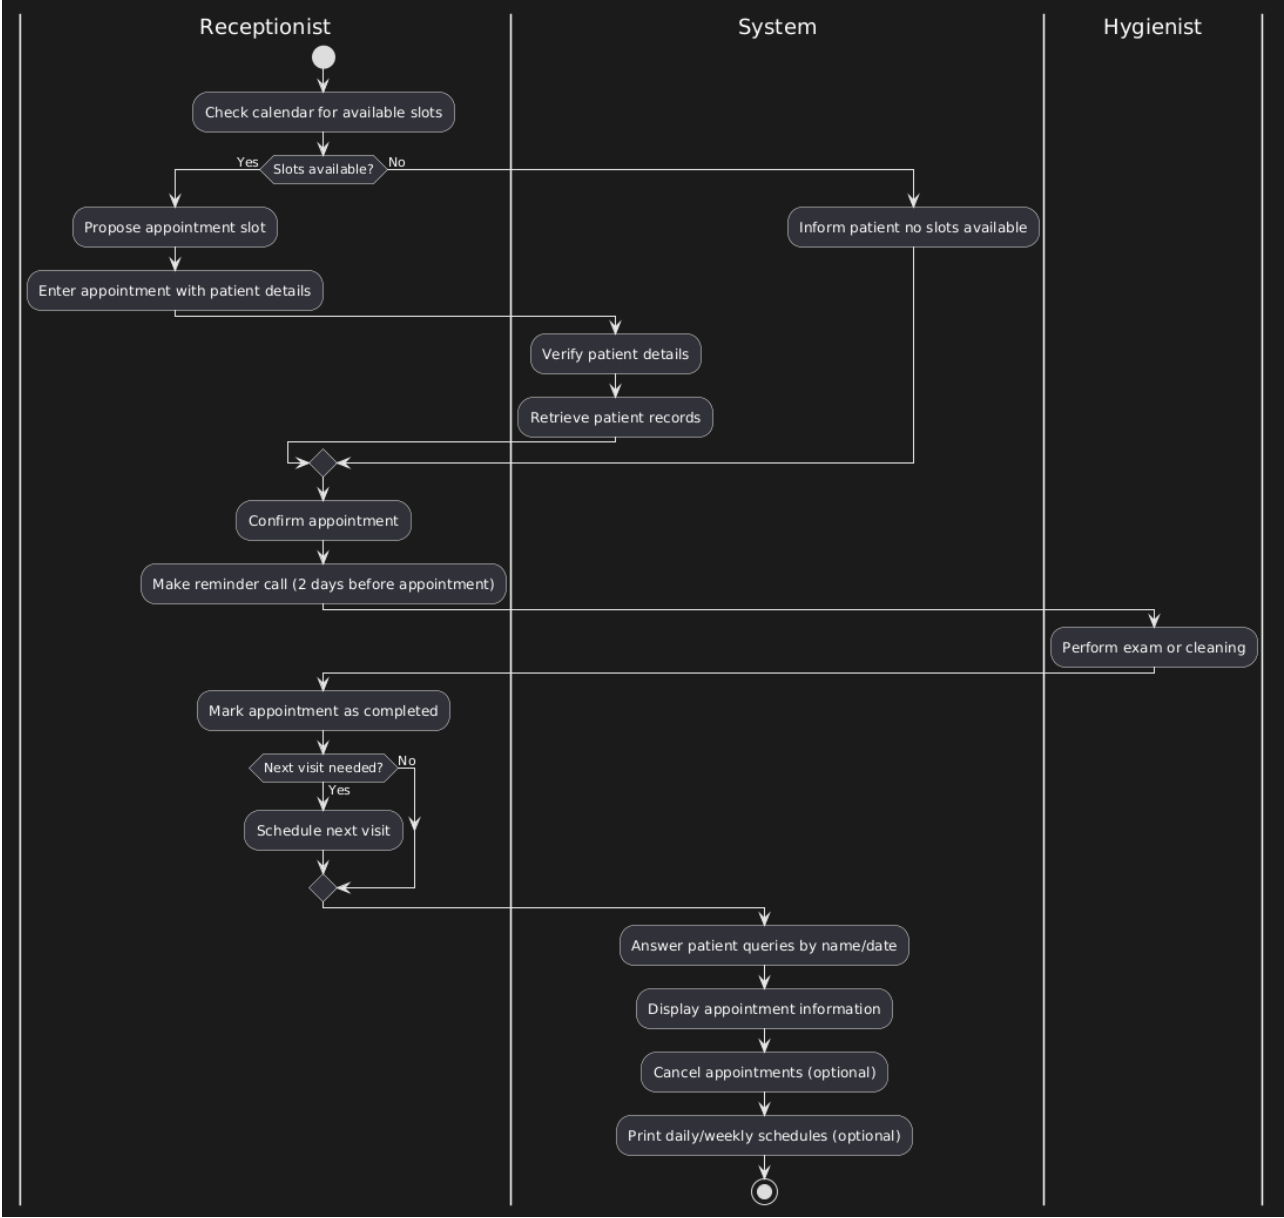 Receptionist
System
Hygienist
Check calendar for available slots
Yes
Slots available?
No
Propose appointment slot
Inform patient no slots available
Enter appointment with patient details
Verify patient details
Retrieve patient records
Confirm appointment
Make reminder call (2 days before appointment)
Perform exam or cleaning
Mark appointment as completed
Next visit needed?
No
Yes
Schedule next visit
Answer patient queries by name/date
Display appointment information
Cancel appointments (optional)
Print daily/weekly schedules (optional)